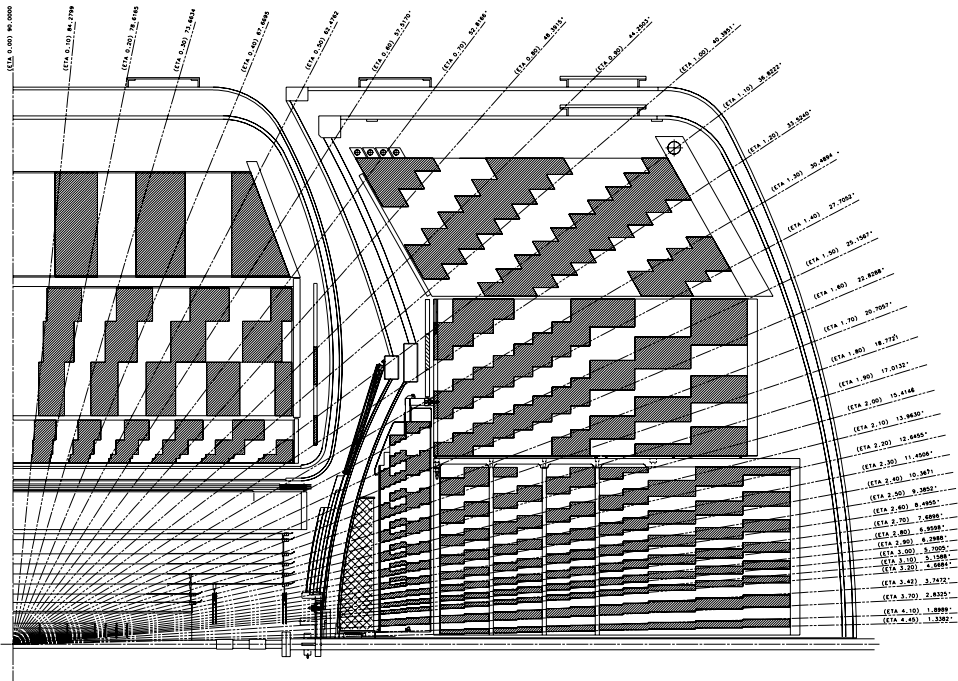 (ETA 0.00) 90.0000
(ETA 0.10) 84.2799
(ETA 0.20) 78.6165
(ETA 0.30) 73.0634
(ETA 0.40) 67.6685
(ETA 0.50) 62.4762
(ETA 0.60) 57.5170°
(ETA 0.70) 52.8166°
(ETA 0.80) 48.3915°
(ETA 0.90) 44.2503°
(ETA 1.00) 40.3951°
(ETA 1.10) 36.8222°
(ETA 1.20) 33.5240°
(ETA 1.30) 30.4894°
(ETA 1.40) 27.7052°
(ETA 1.50) 25.1567°
(ETA 1.60) 22.8288°
(ETA 1.70) 20.7057°
(ETA 1.80) 18.7721
(ETA 1.90) 17.0132°
(ETA 2.00) 15.4148
(ETA 2.10) 13.9630°
(ETA 2.20) 12.6455°
(ETA 2.30) 11.4506°
(ETA 2.40) 10.3671
(ETA 2.50) 9.3852°
(ETA 2.60) 8.4955°
(ETA 2.70) 7.6896°
(ETA 2.80) 6.9598°
(ETA 2.90) 6.2988°
(ETA 3.00) 5.7005°
(ETA 3.10) 5.1588°
(ETA 3.20) 4.6684°
(ETA 3.42) 3.7472°
(ETA 3.70) 2.8325°
(ETA 4.10) 1.8989°
(ETA 4.45) 1.3382°